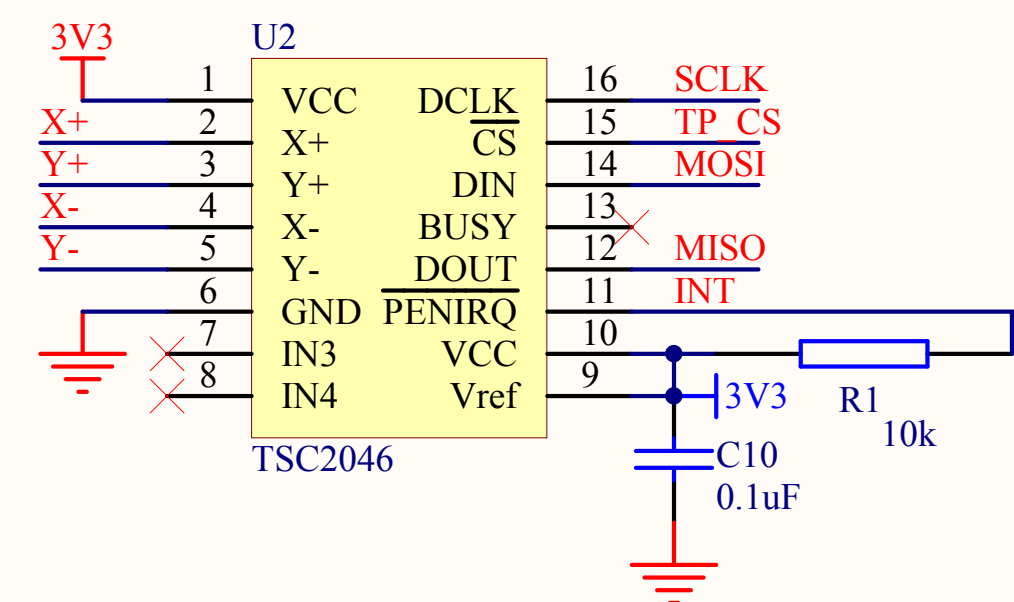 3V3
U2
1 VCC DCLK 16 SCLK
X+ 2 X+ CS 15 TP_CS
Y+ 3 Y+ DIN 14 MOSI
X- 4 X- BUSY 13
Y- 5 Y- DOUT 12 MISO
6 GND PENIRQ 11 INT
7 IN3 VCC 10
8 IN4 Vref 9
3V3
R1
10k
TSC2046
C10
0.1uF